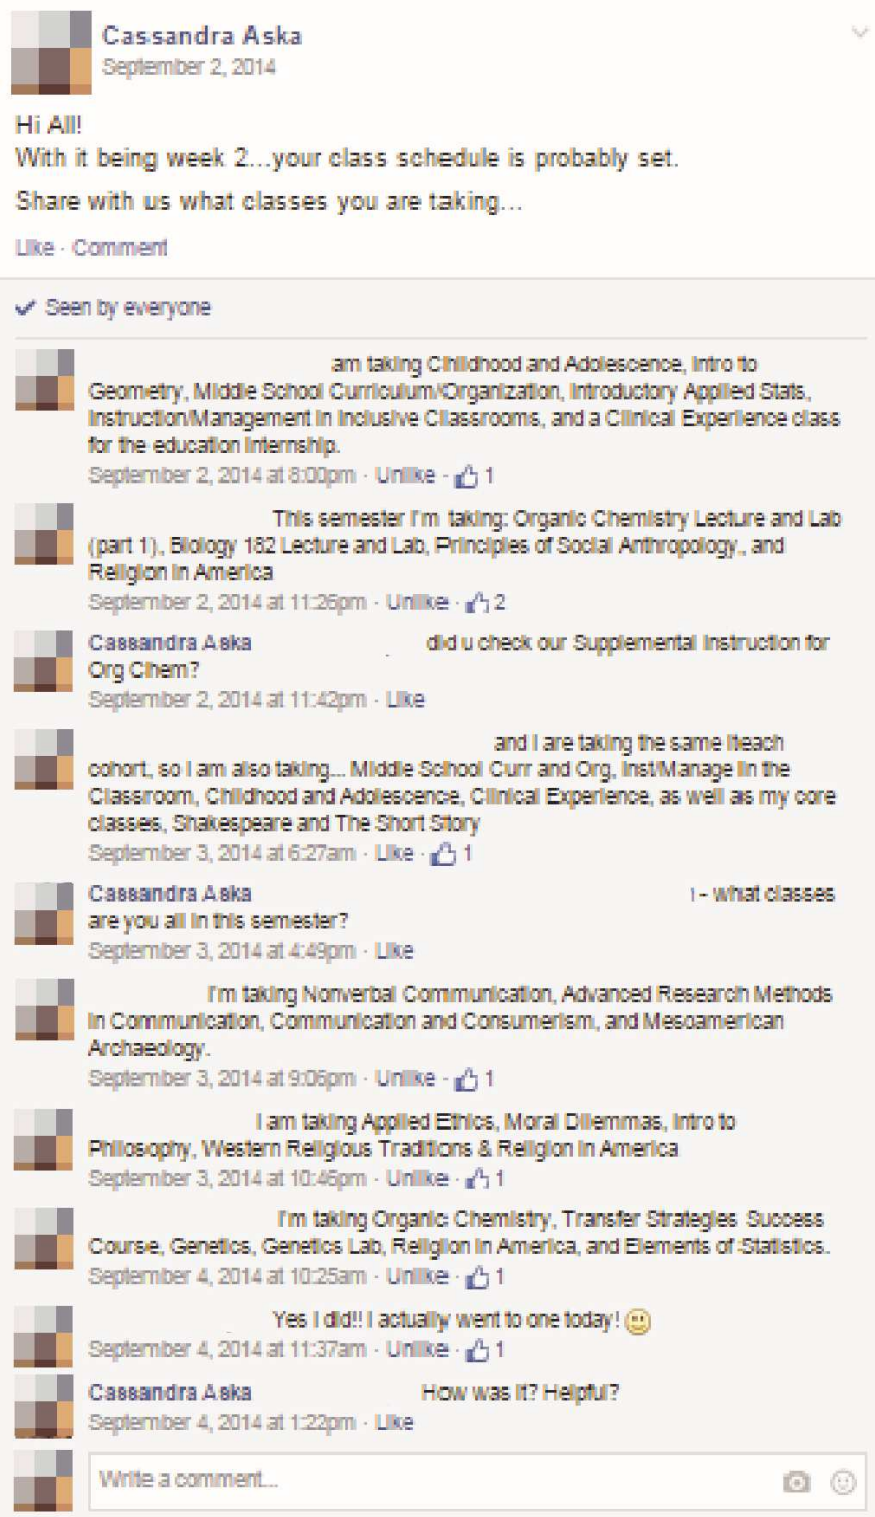 Cassandra Aska
September 2, 2014
Hi All!
With it being week 2...your class schedule is probably set.
Share with us what classes you are taking...
Like · Comment
Seen by everyone
am taking Childhood and Adolescence, Intro to
Geometry, Middle School Curriculum/Organization, Introductory Applied Stats,
Instruction/Management in Inclusive Classrooms, and a Clinical Experience class
for the education internship.
September 2, 2014 at 8:00pm · Unlike · 1
This semester I'm taking: Organic Chemistry Lecture and Lab
(part 1), Biology 182 Lecture and Lab, Principles of Social Anthropology, and
Religion in America
September 2, 2014 at 11:26pm · Unlike · 2
Cassandra Aska did u check our Supplemental Instruction for
Org Chem?
September 2, 2014 at 11:42pm · Like
and I are taking the same iteach
cohort, so I am also taking... Middle School Curr and Org, Inst/Manage in the
Classroom, Childhood and Adolescence, Clinical Experience, as well as my core
classes, Shakespeare and The Short Story
September 3, 2014 at 6:27am · Like · 1
Cassandra Aska - what classes
are you all in this semester?
September 3, 2014 at 4:49pm · Like
I'm taking Nonverbal Communication, Advanced Research Methods
in Communication, Communication and Consumerism, and Mesoamerican
Archaeology.
September 3, 2014 at 9:06pm · Unlike · 1
I am taking Applied Ethics, Moral Dilemmas, Intro to
Philosophy, Western Religious Traditions & Religion in America
September 3, 2014 at 10:46pm · Unlike · 1
I'm taking Organic Chemistry, Transfer Strategies Success
Course, Genetics, Genetics Lab, Religion in America, and Elements of Statistics.
September 4, 2014 at 10:25am · Unlike · 1
Yes I did!! I actually went to one today!
September 4, 2014 at 11:37am · Unlike · 1
Cassandra Aska How was it? Helpful?
September 4, 2014 at 1:22pm · Like
Write a comment...